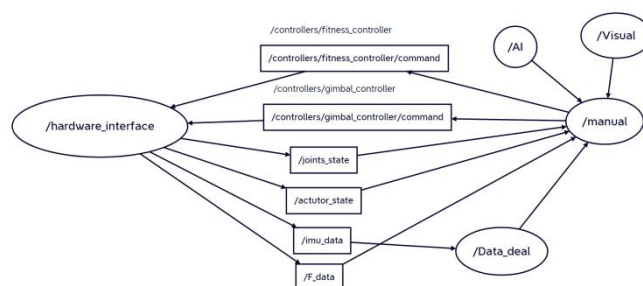 /controllers/fitness_controller
/Visual
/AI
/controllers/fitness_controller/command
/controllers/gimbal_controller
/hardware_interface
/controllers/gimbal_controller/command
/manual
/joints_state
/actutor_state
/imu_data
/Data_deal
/F_data